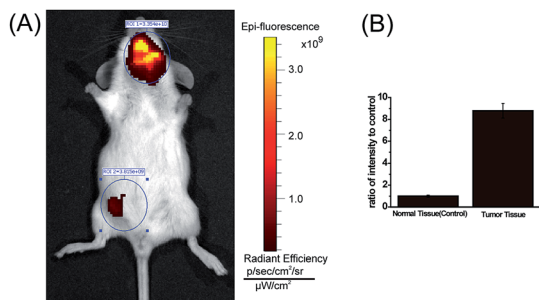 (A)
ROI 1=3.354e+10
ROI 2=3.815e+09
Epi-fluorescence
x10⁹
3.0
2.0
1.0
Radiant Efficiency
p/sec/cm²/sr
µW/cm²
(B)
ratio of intensity to control
10
8
6
4
2
0
Normal Tissue(Control)
Tumor Tissue